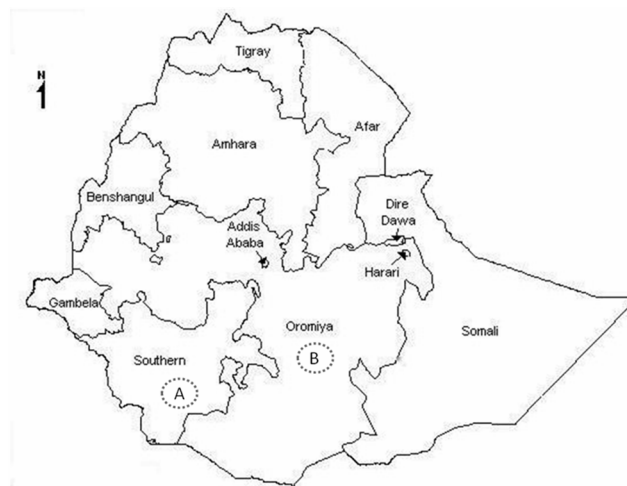 Tigray
N
Afar
Amhara
Benshangul
Dire
Dawa
Addis
Ababa
Harari
Gambela
Oromiya
Somali
Southern
B
A